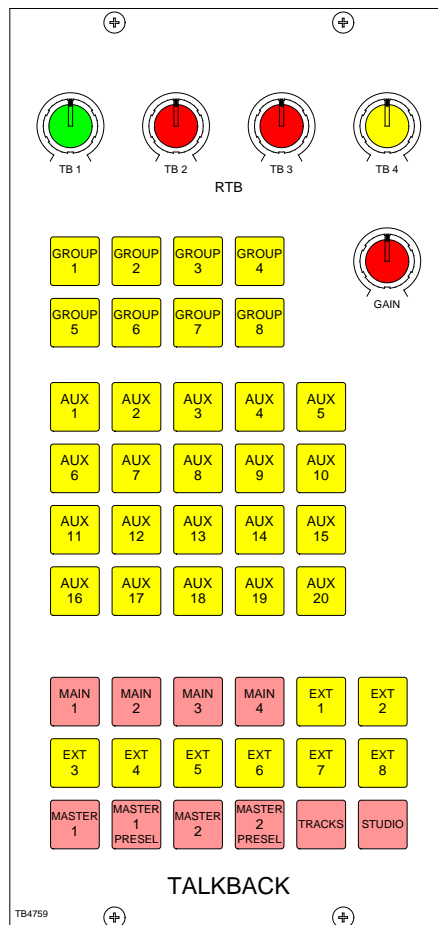 TB 1 TB 2 TB 3 TB 4
RTB
GROUP GROUP GROUP GROUP
1 2 3 4
GAIN
GROUP GROUP GROUP GROUP
5 6 7 8
AUX AUX AUX AUX AUX
1 2 3 4 5
AUX AUX AUX AUX AUX
6 7 8 9 10
AUX AUX AUX AUX AUX
11 12 13 14 15
AUX AUX AUX AUX AUX
16 17 18 19 20
MAIN MAIN MAIN MAIN EXT EXT
1 2 3 4 1 2
EXT EXT EXT EXT EXT EXT
3 4 5 6 7 8
MASTER MASTER MASTER MASTER TRACKS STUDIO
1 1 2 2
PRESEL PRESEL
TALKBACK
TB4759